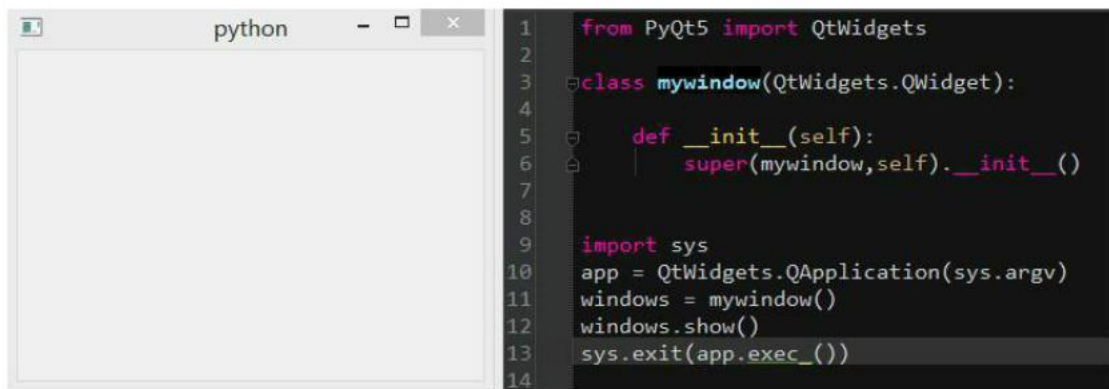 python
1 from PyQt5 import QtWidgets
2
3 class mywindow(QtWidgets.QWidget):
4
5     def __init__(self):
6         super(mywindow,self).__init__()
7
8
9 import sys
10 app = QtWidgets.QApplication(sys.argv)
11 windows = mywindow()
12 windows.show()
13 sys.exit(app.exec_())
14